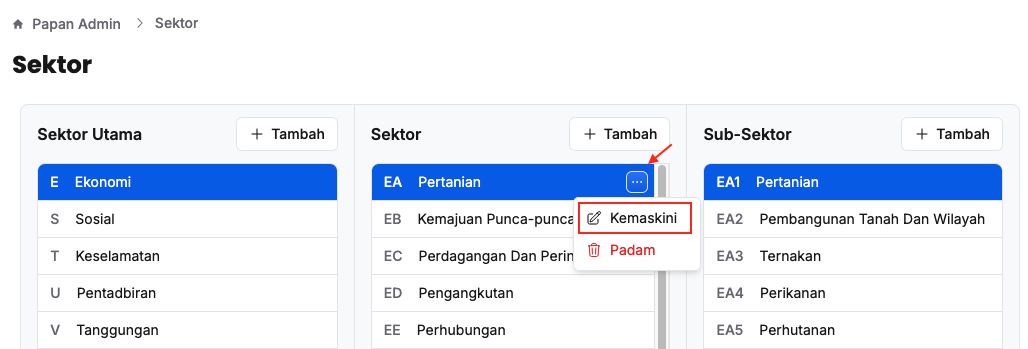 Papan Admin > Sektor
Sektor
Sektor Utama
+ Tambah
E Ekonomi
S Sosial
T Keselamatan
U Pentadbiran
V Tanggungan
Sektor
+ Tambah
EA Pertanian ...
EB Kemajuan Punca-punca
EC Perdagangan Dan
ED Pengangkutan
EE Perhubungan
Kemaskini
Padam
Sub-Sektor
+ Tambah
EA1 Pertanian
EA2 Pembangunan Tanah Dan Wilayah
EA3 Ternakan
EA4 Perikanan
EA5 Perhutanan